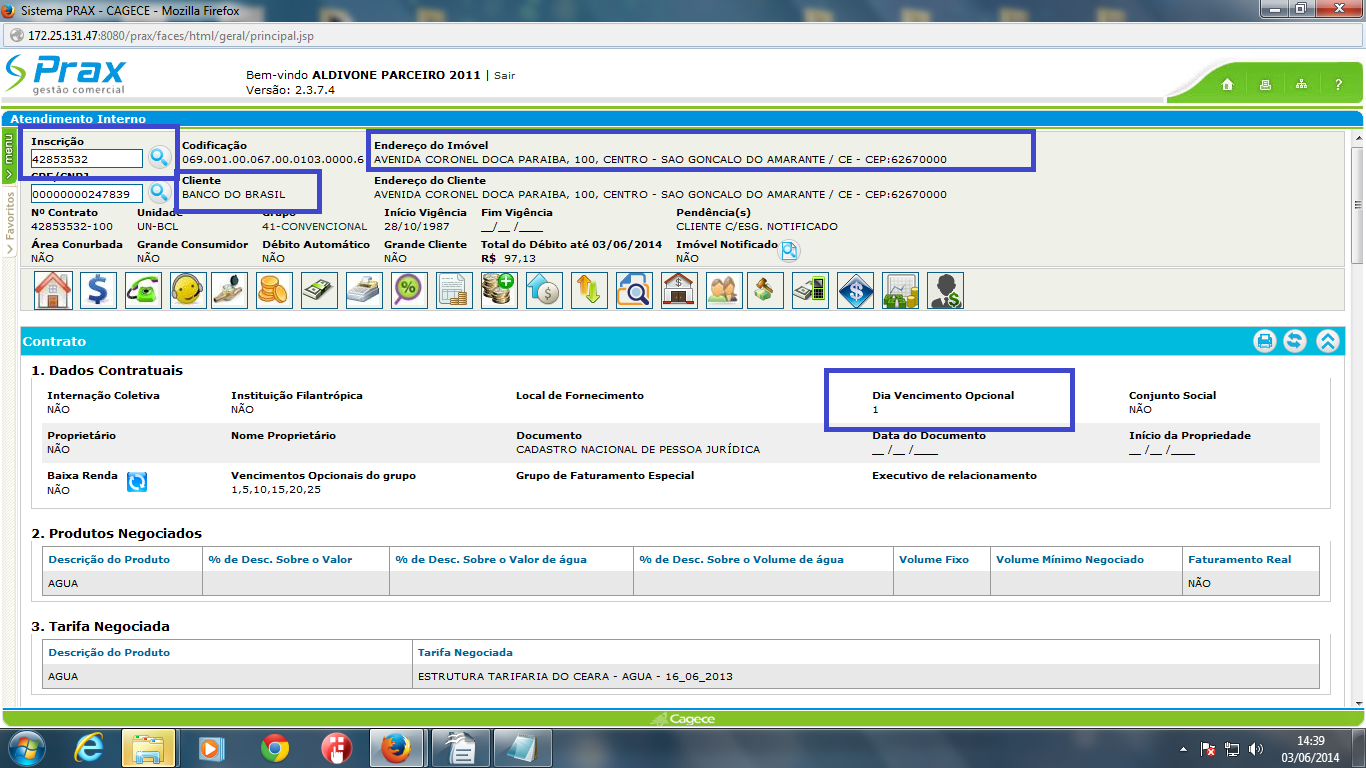 Sistema PRAX - CAGECE - Mozilla Firefox
172.25.131.47:8080/prax/faces/html/geral/principal.jsp
Prax
gestão comercial
Bem-vindo ALDIVONE PARCEIRO 2011 | Sair
Versão: 2.3.7.4
?
Atendimento Interno
menu
Favoritos
Inscrição Codificação Endereço do Imóvel
42853532 069.001.00.067.00.0103.0000.6 AVENIDA CORONEL DOCA PARAIBA, 100, CENTRO - SAO GONCALO DO AMARANTE / CE - CEP:62670000
CPF/CNPJ Cliente Endereço do Cliente
00000000247839 BANCO DO BRASIL AVENIDA CORONEL DOCA PARAIBA, 100, CENTRO - SAO GONCALO DO AMARANTE / CE - CEP:62670000
Nº Contrato Unidade Grupo Início Vigência Fim Vigência Pendência(s)
42853532-100 UN-BCL 41-CONVENCIONAL 28/10/1987 __/__ /____ CLIENTE C/ESG. NOTIFICADO
Área Conurbada Grande Consumidor Débito Automático Grande Cliente Total do Débito até 03/06/2014 Imóvel Notificado
NÃO NÃO NÃO NÃO R$ 97,13 NÃO
Contrato
1. Dados Contratuais
Internação Coletiva Instituição Filantrópica Local de Fornecimento Dia Vencimento Opcional Conjunto Social
NÃO NÃO 1 NÃO
Proprietário Nome Proprietário Documento Data do Documento Início da Propriedade
NÃO CADASTRO NACIONAL DE PESSOA JURÍDICA __ /__ /____ __ /__ /____
Baixa Renda Vencimentos Opcionais do grupo Grupo de Faturamento Especial Executivo de relacionamento
NÃO 1,5,10,15,20,25
2. Produtos Negociados
Descrição do Produto % de Desc. Sobre o Valor % de Desc. Sobre o Valor de água % de Desc. Sobre o Volume de água Volume Fixo Volume Mínimo Negociado Faturamento Real
AGUA NÃO
3. Tarifa Negociada
Descrição do Produto Tarifa Negociada
AGUA ESTRUTURA TARIFARIA DO CEARA - AGUA - 16_06_2013
Cagece
14:39
03/06/2014